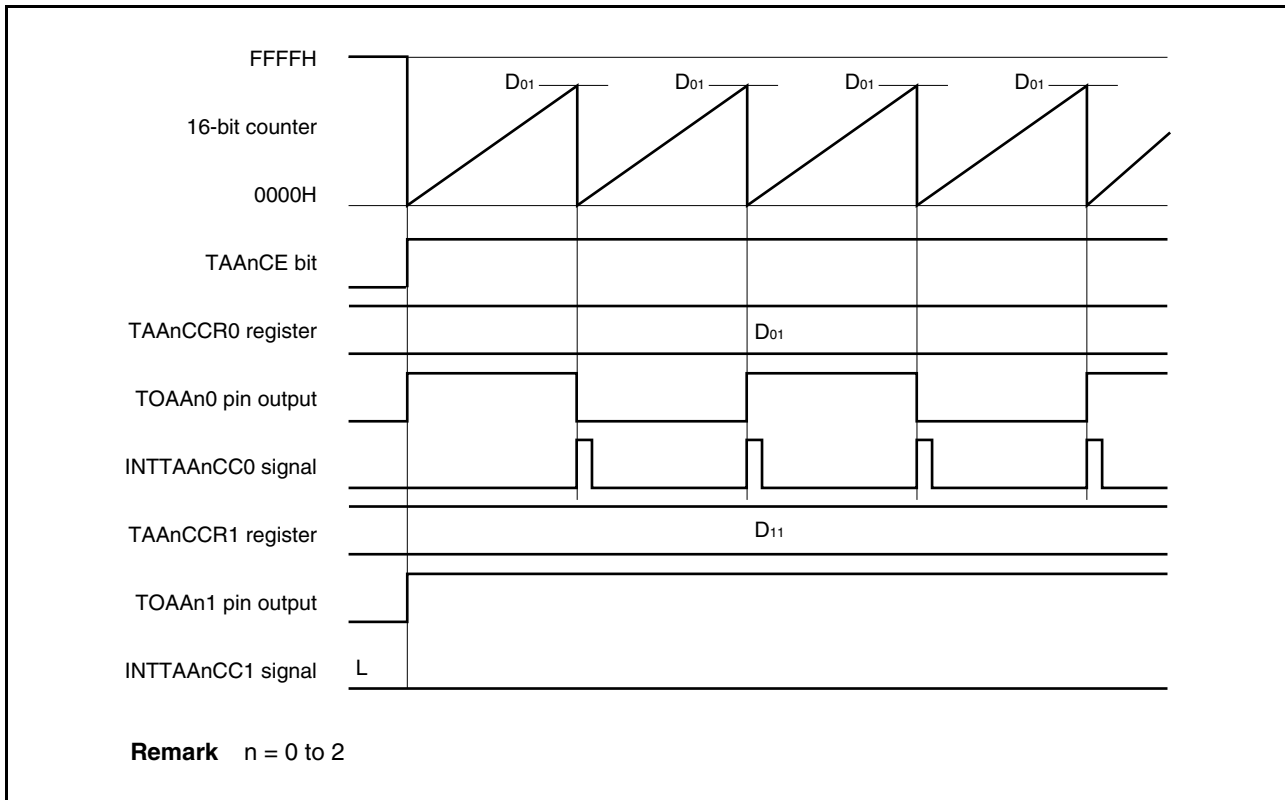 FFFFH
D01 D01 D01 D01
16-bit counter
0000H
TAAnCE bit
TAAnCCR0 register
D01
TOAAn0 pin output
INTTAAnCC0 signal
TAAnCCR1 register
D11
TOAAn1 pin output
INTTAAnCC1 signal
L
Remark n = 0 to 2